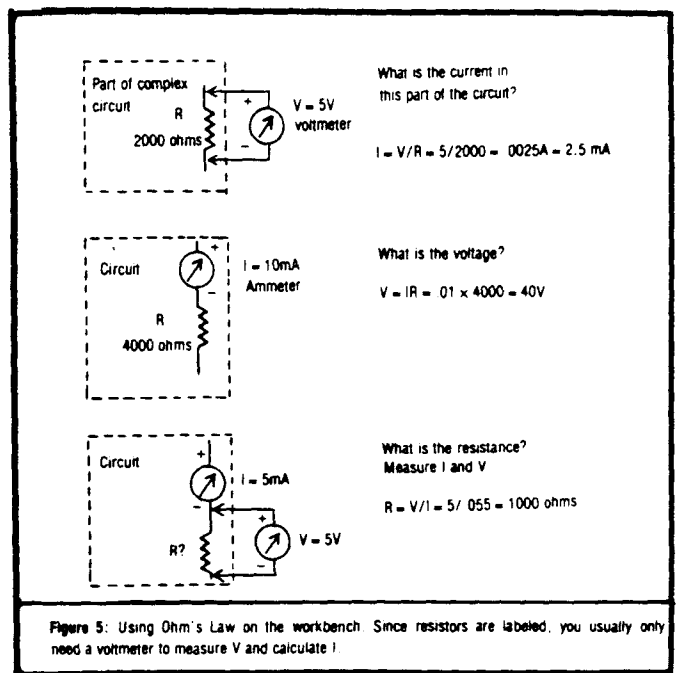 Part of complex
circuit
R
2000 ohms
+
-
V = 5V
voltmeter
What is the current in
this part of the circuit?
I = V/R = 5/2000 = .0025A = 2.5 mA
Circuit
+
-
I = 10mA
Ammeter
R
4000 ohms
What is the voltage?
V = IR = .01 x 4000 = 40V
Circuit
+
-
I = 5mA
R?
+
-
V = 5V
What is the resistance?
Measure I and V
R = V/I = 5/ .055 = 1000 ohms
Figure 5: Using Ohm's Law on the workbench. Since resistors are labeled, you usually only
need a voltmeter to measure V and calculate I.